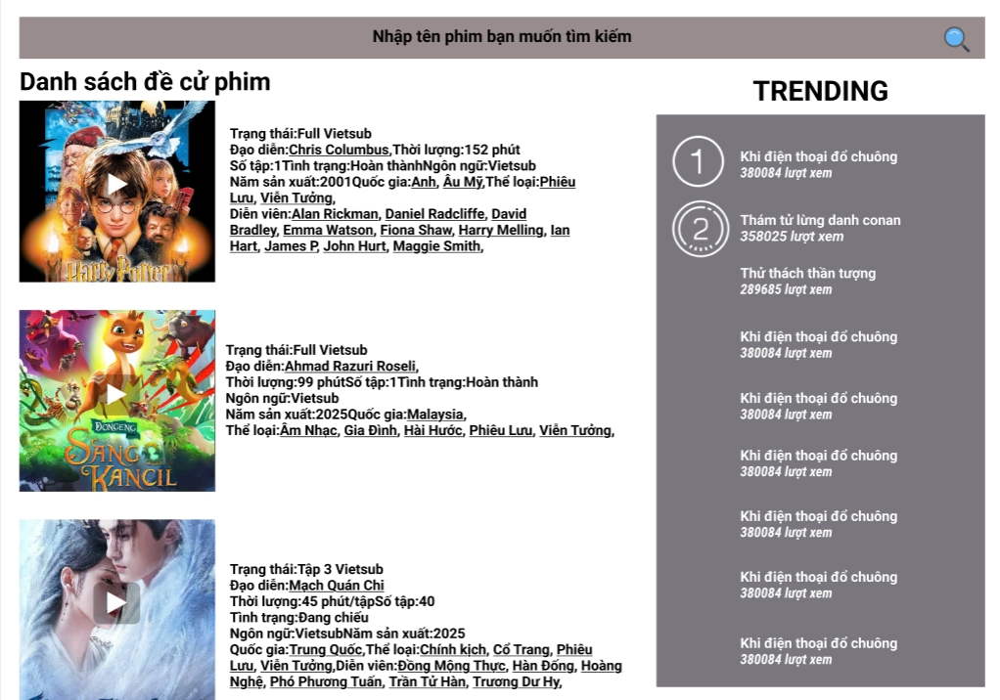 Nhập tên phim bạn muốn tìm kiếm
Danh sách đề cử phim
Harry Potter
Trạng thái:Full Vietsub
Đạo diễn:Chris Columbus,Thời lượng:152 phút
Số tập:1Tình trạng:Hoàn thànhNgôn ngữ:Vietsub
Năm sản xuất:2001Quốc gia:Anh, Âu Mỹ,Thể loại:Phiêu
Lưu, Viễn Tưởng,
Diễn viên:Alan Rickman, Daniel Radcliffe, David
Bradley, Emma Watson, Fiona Shaw, Harry Melling, Ian
Hart, James P, John Hurt, Maggie Smith,
DONGENG
SANG
KANCIL
Trạng thái:Full Vietsub
Đạo diễn:Ahmad Razuri Roseli,
Thời lượng:99 phútSố tập:1Tình trạng:Hoàn thành
Ngôn ngữ:Vietsub
Năm sản xuất:2025Quốc gia:Malaysia,
Thể loại:Âm Nhạc, Gia Đình, Hài Hước, Phiêu Lưu, Viễn Tưởng,
Trạng thái:Tập 3 Vietsub
Đạo diễn:Mạch Quán Chi
Thời lượng:45 phút/tậpSố tập:40
Tình trạng:Đang chiếu
Ngôn ngữ:VietsubNăm sản xuất:2025
Quốc gia:Trung Quốc,Thể loại:Chính kịch, Cổ Trang, Phiêu
Lưu, Viễn Tưởng,Diễn viên:Đồng Mộng Thực, Hàn Đống, Hoàng
Nghệ, Phó Phương Tuấn, Trần Tử Hàn, Trương Dư Hy,
TRENDING
1
Khi điện thoại đổ chuông
380084 lượt xem
2
Thám tử lừng danh conan
358025 lượt xem
Thử thách thần tượng
289685 lượt xem
Khi điện thoại đổ chuông
380084 lượt xem
Khi điện thoại đổ chuông
380084 lượt xem
Khi điện thoại đổ chuông
380084 lượt xem
Khi điện thoại đổ chuông
380084 lượt xem
Khi điện thoại đổ chuông
380084 lượt xem
Khi điện thoại đổ chuông
380084 lượt xem